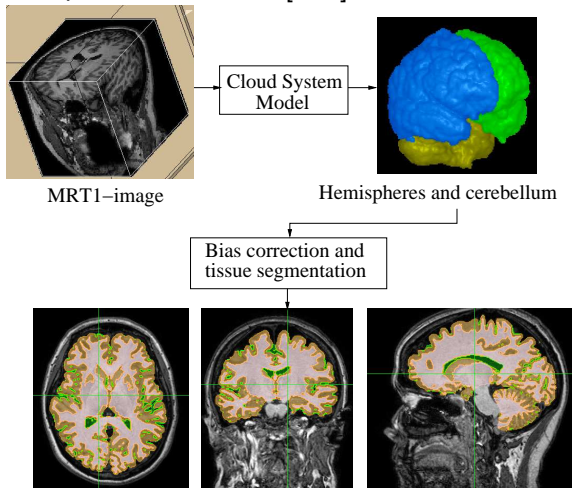 Cloud System
Model
MRT1−image
Hemispheres and cerebellum
Bias correction and
tissue segmentation